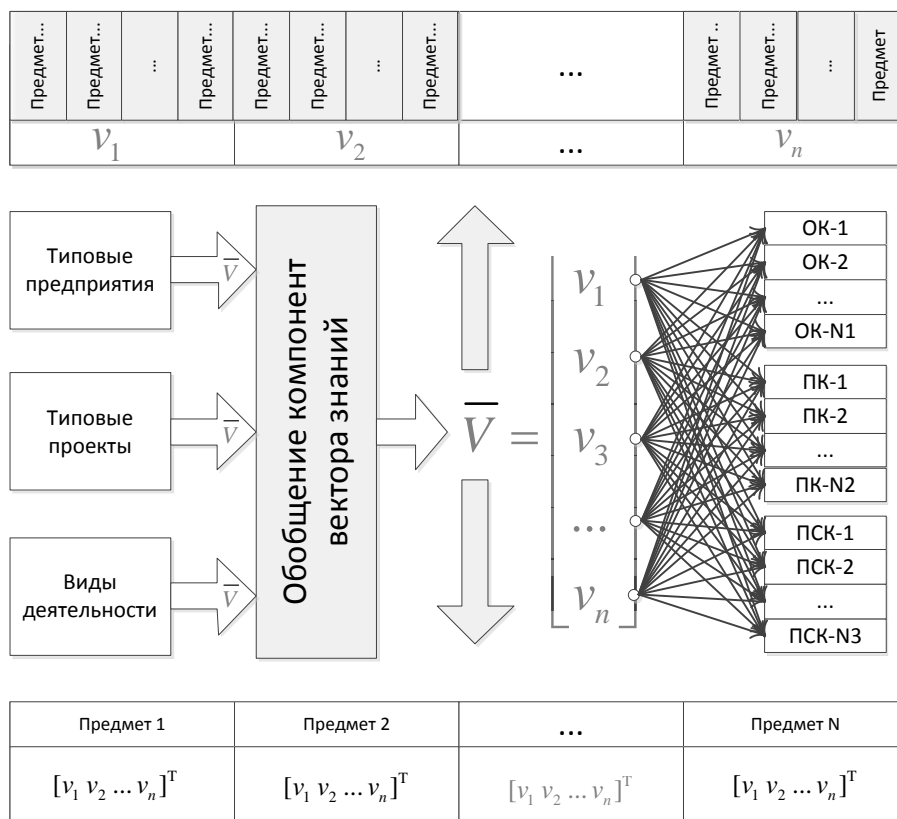 Предмет... Предмет... ... Предмет... Предмет... Предмет... ... Предмет... ... Предмет .. Предмет... ... Предмет
v₁ v₂ ... vₙ
Типовые
предприятия
V̅
Типовые
проекты
V̅
Виды
деятельности
V̅
Обобщение компонент
вектора знаний
V̅ =
v₁
v₂
v₃
...
vₙ
ОК-1
ОК-2
...
ОК-N1
ПК-1
ПК-2
...
ПК-N2
ПСК-1
ПСК-2
...
ПСК-N3
Предмет 1 Предмет 2 ... Предмет N
[v₁ v₂ ... vₙ]ᵀ [v₁ v₂ ... vₙ]ᵀ [v₁ v₂ ... vₙ]ᵀ [v₁ v₂ ... vₙ]ᵀ